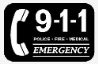 9-1-1
POLICE • FIRE • MEDICAL
EMERGENCY